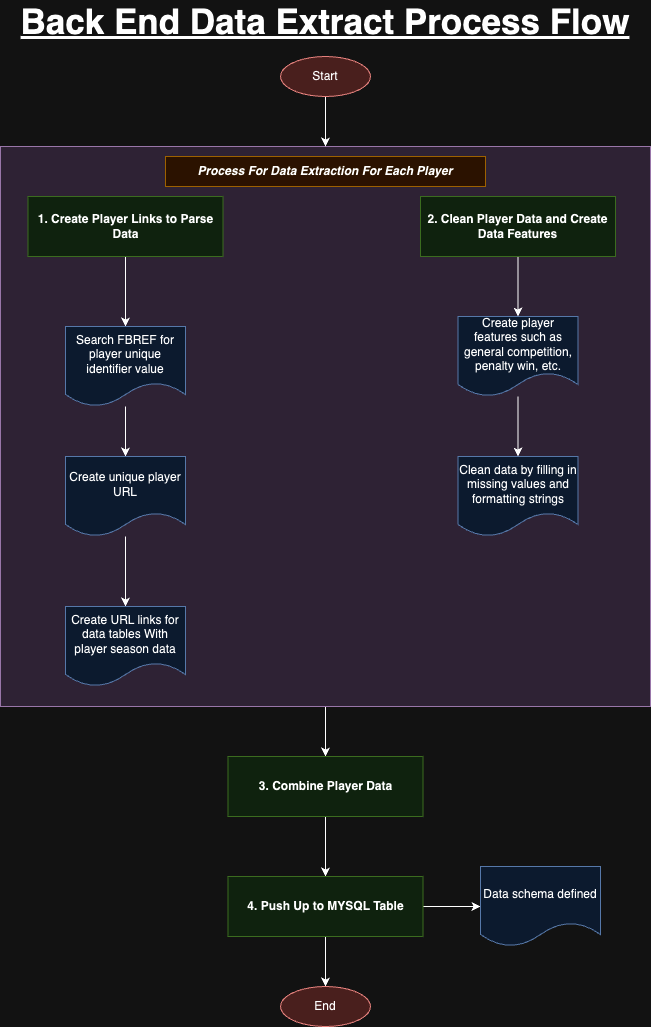 Back End Data Extract Process Flow
Start
Process For Data Extraction For Each Player
1. Create Player Links to Parse
Data
2. Clean Player Data and Create
Data Features
Search FBREF for
player unique
identifier value
Create player
features such as
general competition,
penalty win, etc.
Create unique player
URL
Clean data by filling in
missing values and
formatting strings
Create URL links for
data tables With
player season data
3. Combine Player Data
4. Push Up to MYSQL Table
Data schema defined
End